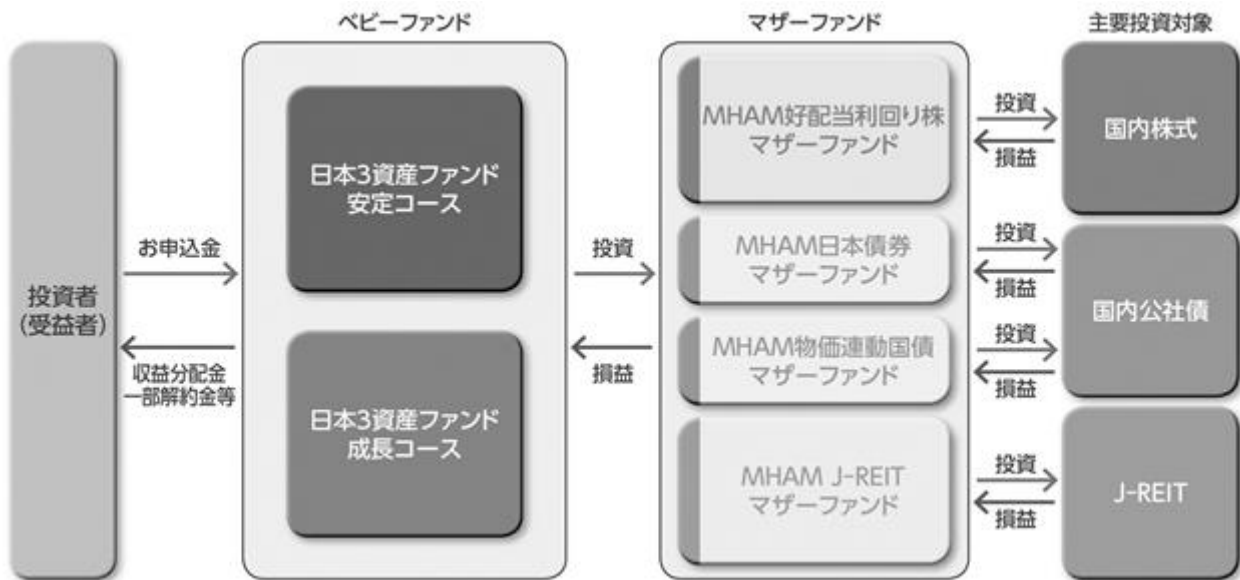 ベビーファンド
マザーファンド
主要投資対象
投資者
(受益者)
お申込金
収益分配金
一部解約金等
日本3資産ファンド
安定コース
日本3資産ファンド
成長コース
投資
損益
MHAM好配当利回り株
マザーファンド
MHAM日本債券
マザーファンド
MHAM物価連動国債
マザーファンド
MHAM J-REIT
マザーファンド
投資
損益
投資
損益
投資
損益
投資
損益
国内株式
国内公社債
J-REIT